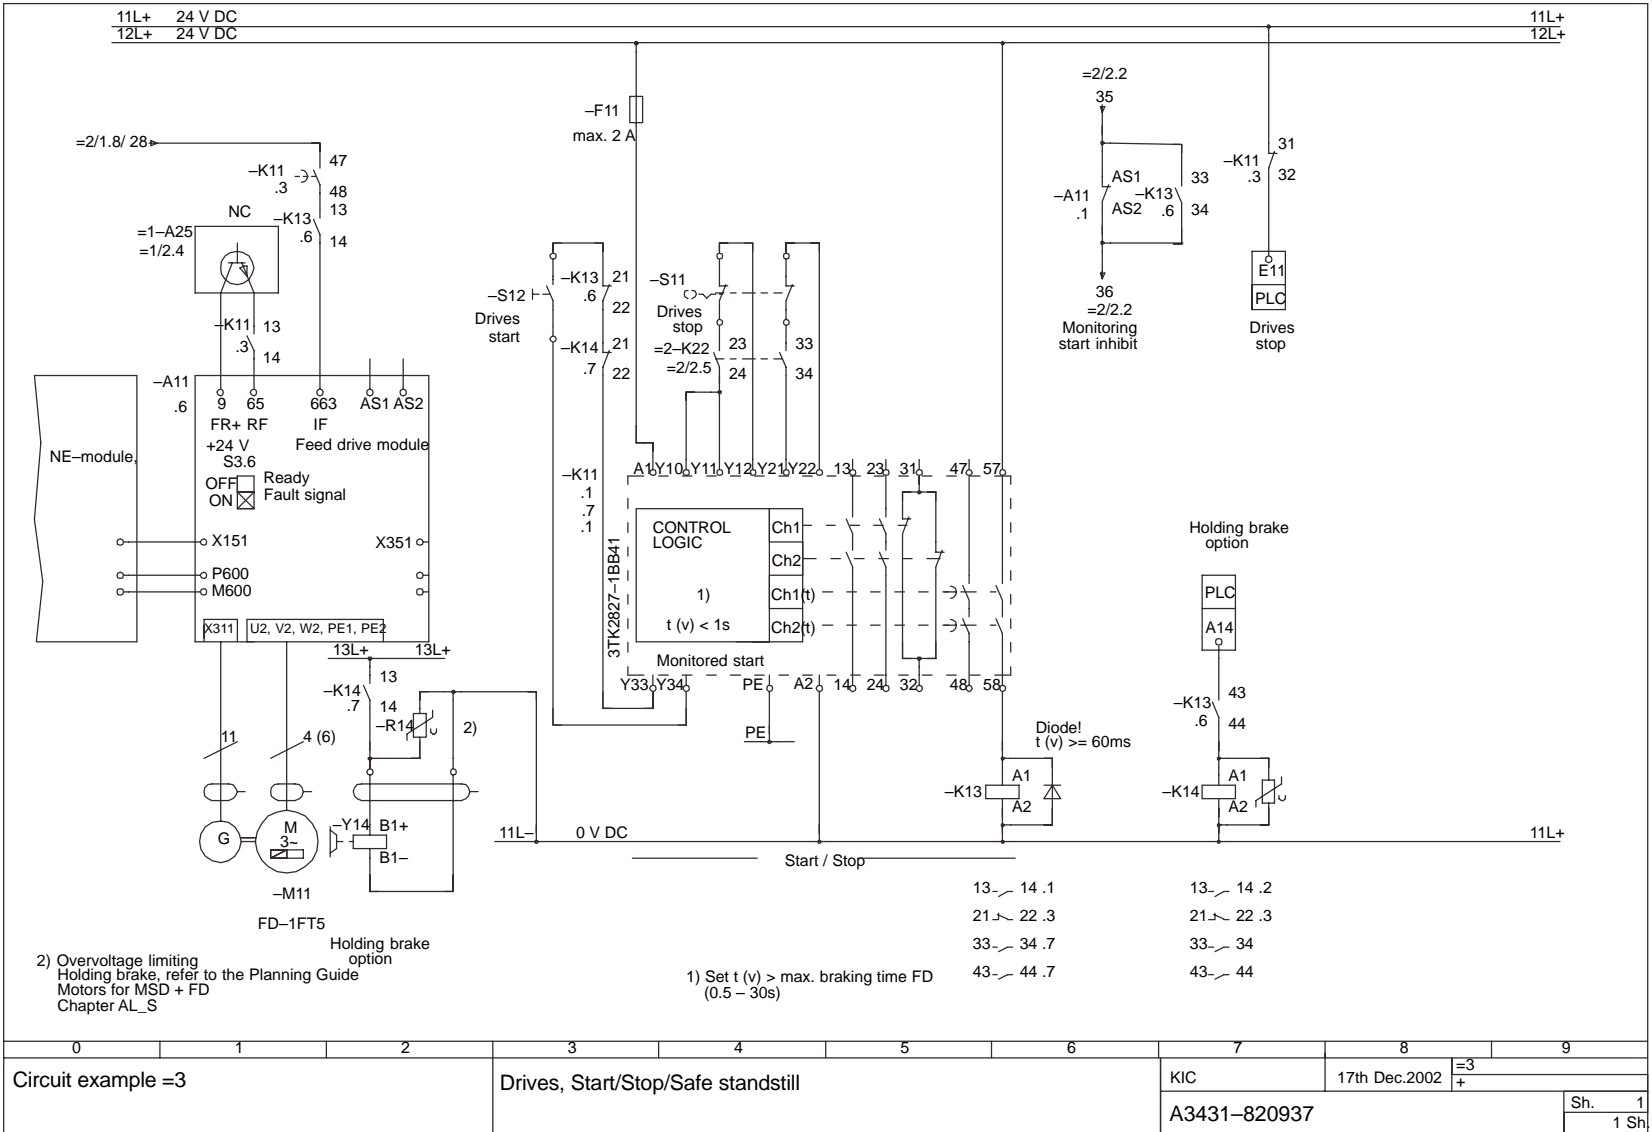 11L+ 24 V DC 11L+
12L+ 24 V DC 12L+
=2/1.8/ 28
–K11
.3
47
48
–K13
.6
13
14
NC
=1–A25
=1/2.4
–K11
.3
13
14
–A11
.6
9 65 663 AS1 AS2
FR+ RF IF
+24 V
S3.6
Feed drive module
OFF Ready
ON Fault signal
NE–module,
X151 X351
P600
M600
X311 U2, V2, W2, PE1, PE2
13L+ 13L+
–K14
.7
13
14
–R14
2)
11 4 (6)
G
M
3~
–Y14
B1+
B1–
–M11
FD–1FT5
Holding brake
option
2) Overvoltage limiting
Holding brake, refer to the Planning Guide
Motors for MSD + FD
Chapter AL_S
–F11
max. 2 A
–S12
Drives
start
–K13
.6
21
22
–K14
.7
21
22
–S11
Drives
stop
=2–K22
=2/2.5
23
24
33
34
–K11
.1
.7
.1
A1 Y10 Y11 Y12 Y21 Y22 13 23 31 47 57
3TK2827–1BB41
CONTROL
LOGIC
1)
t (v) < 1s
Ch1
Ch2
Ch1(t)
Ch2(t)
Monitored start
Y33 Y34 PE A2 14 24 32 48 58
PE
Diode!
t (v) >= 60ms
–K13
A1
A2
11L– 0 V DC 11L+
Start / Stop
13 14 .1
21 22 .3
33 34 .7
43 44 .7
1) Set t (v) > max. braking time FD
(0.5 – 30s)
=2/2.2
35
–A11
.1
AS1
AS2
–K13
.6
33
34
36
=2/2.2
Monitoring
start inhibit
–K11
.3
31
32
E11
PLC
Drives
stop
Holding brake
option
PLC
A14
–K13
.6
43
44
–K14
A1
A2
13 14 .2
21 22 .3
33 34
43 44
0 1 2 3 4 5 6 7 8 9
Circuit example =3
Drives, Start/Stop/Safe standstill
KIC
17th Dec.2002
=3
+
A3431–820937
Sh. 1
1 Sh